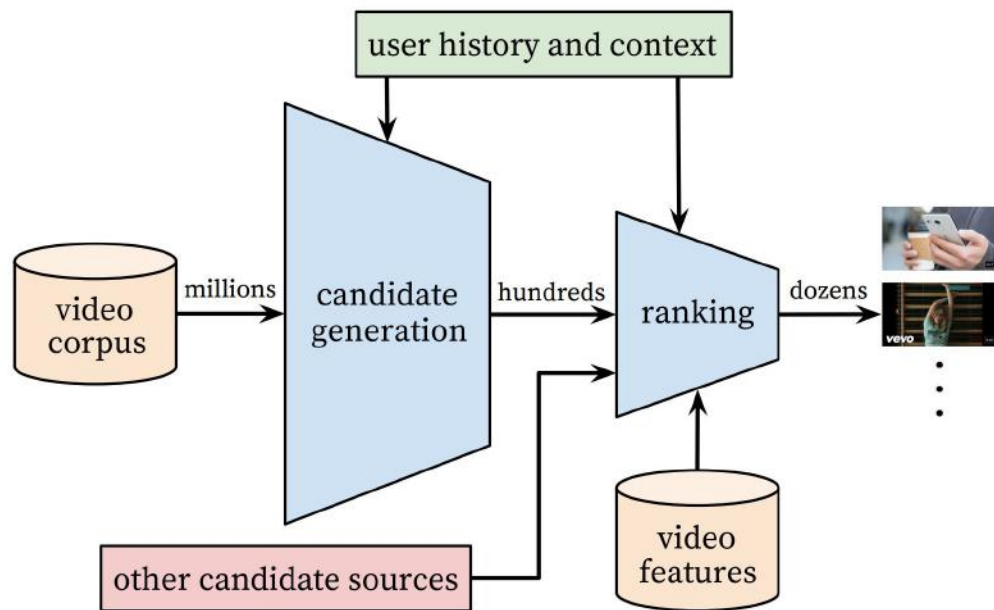 user history and context
video
corpus
millions
candidate
generation
hundreds
ranking
dozens
vevo
other candidate sources
video
features